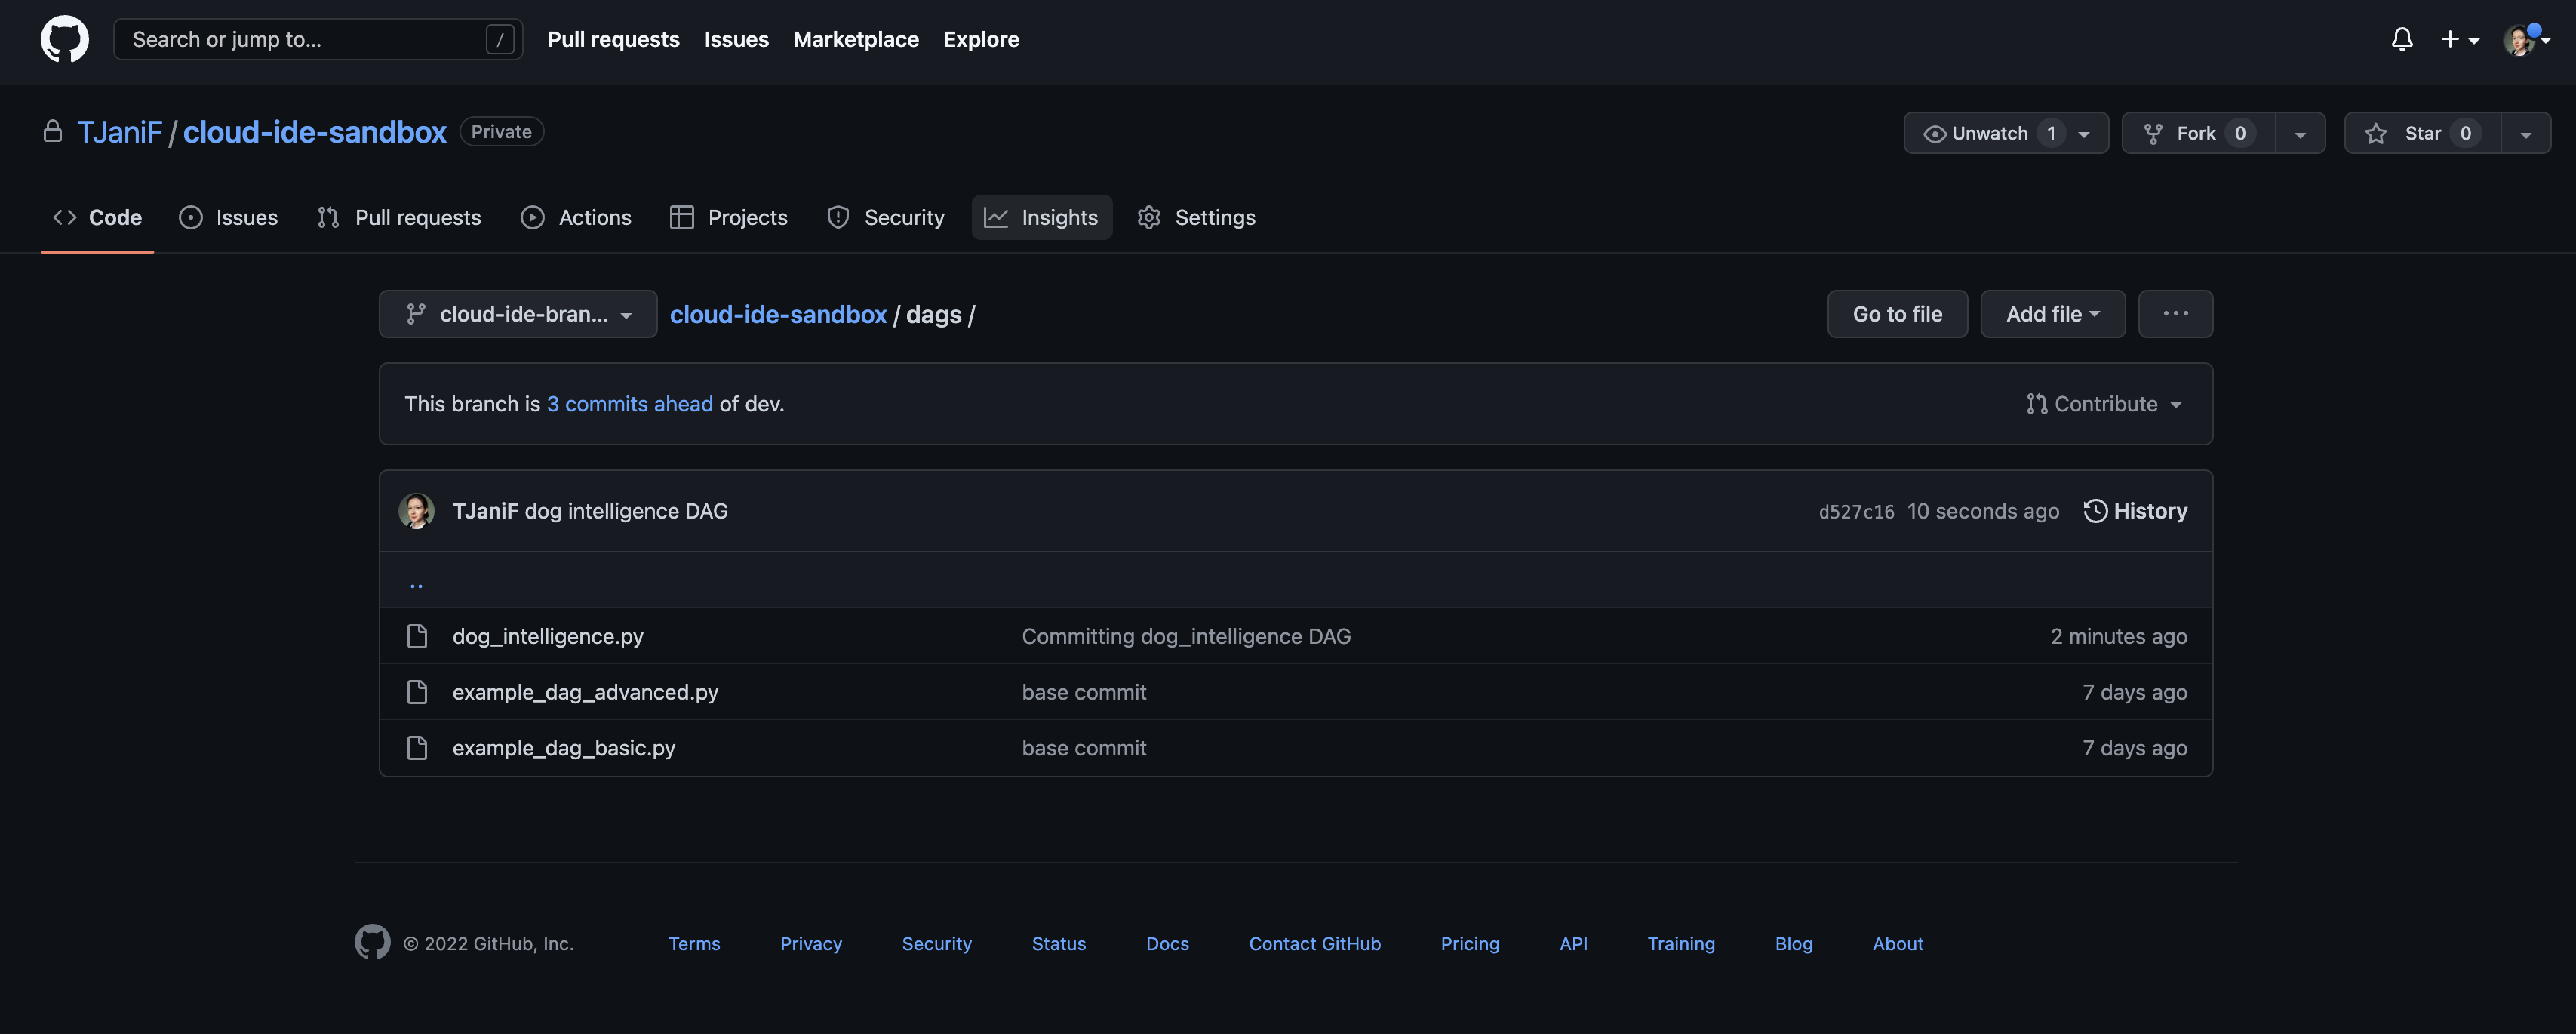 Search or jump to... / Pull requests Issues Marketplace Explore
TJaniF / cloud-ide-sandbox Private Unwatch 1 Fork 0 Star 0
Code Issues Pull requests Actions Projects Security Insights Settings
cloud-ide-bran... cloud-ide-sandbox / dags / Go to file Add file ...
This branch is 3 commits ahead of dev. Contribute
TJaniF dog intelligence DAG d527c16 10 seconds ago History
..
dog_intelligence.py Committing dog_intelligence DAG 2 minutes ago
example_dag_advanced.py base commit 7 days ago
example_dag_basic.py base commit 7 days ago
© 2022 GitHub, Inc. Terms Privacy Security Status Docs Contact GitHub Pricing API Training Blog About